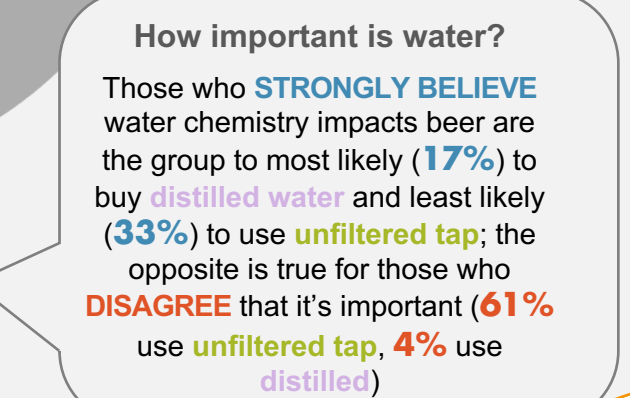 How important is water?
Those who STRONGLY BELIEVE
water chemistry impacts beer are
the group to most likely (17%) to
buy distilled water and least likely
(33%) to use unfiltered tap; the
opposite is true for those who
DISAGREE that it's important (61%
use unfiltered tap, 4% use
distilled)